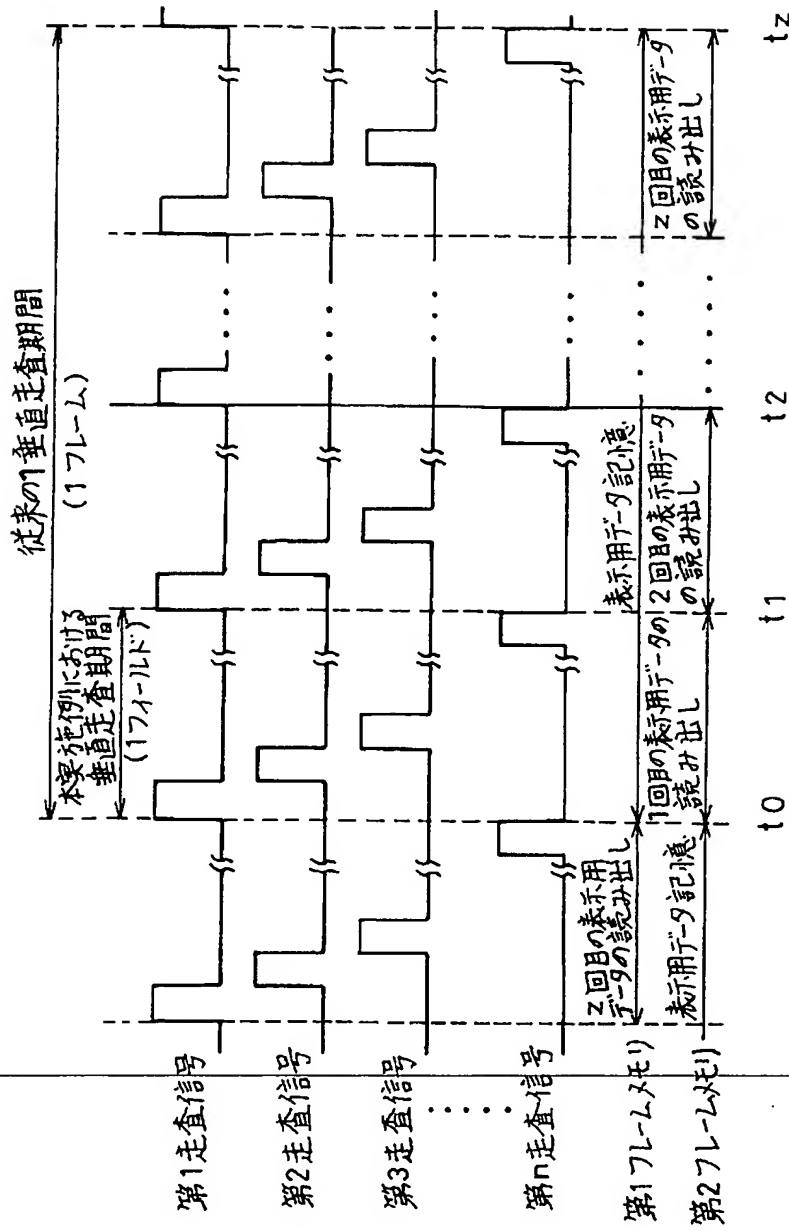 従来の1垂直走査期間
(1フレーム)
本実施例における
垂直走査期間
(1フィールド)
第1走査信号
第2走査信号
第3走査信号
第n走査信号
第1フレームメモリ
第2フレームメモリ
z回目の表示用
データの読み出し
表示用データ記憶
表示用データ記憶
1回目の表示用データの
読み出し
2回目の表示用データ
の読み出し
z回目の表示用データ
の読み出し
t0
t1
t2
tz